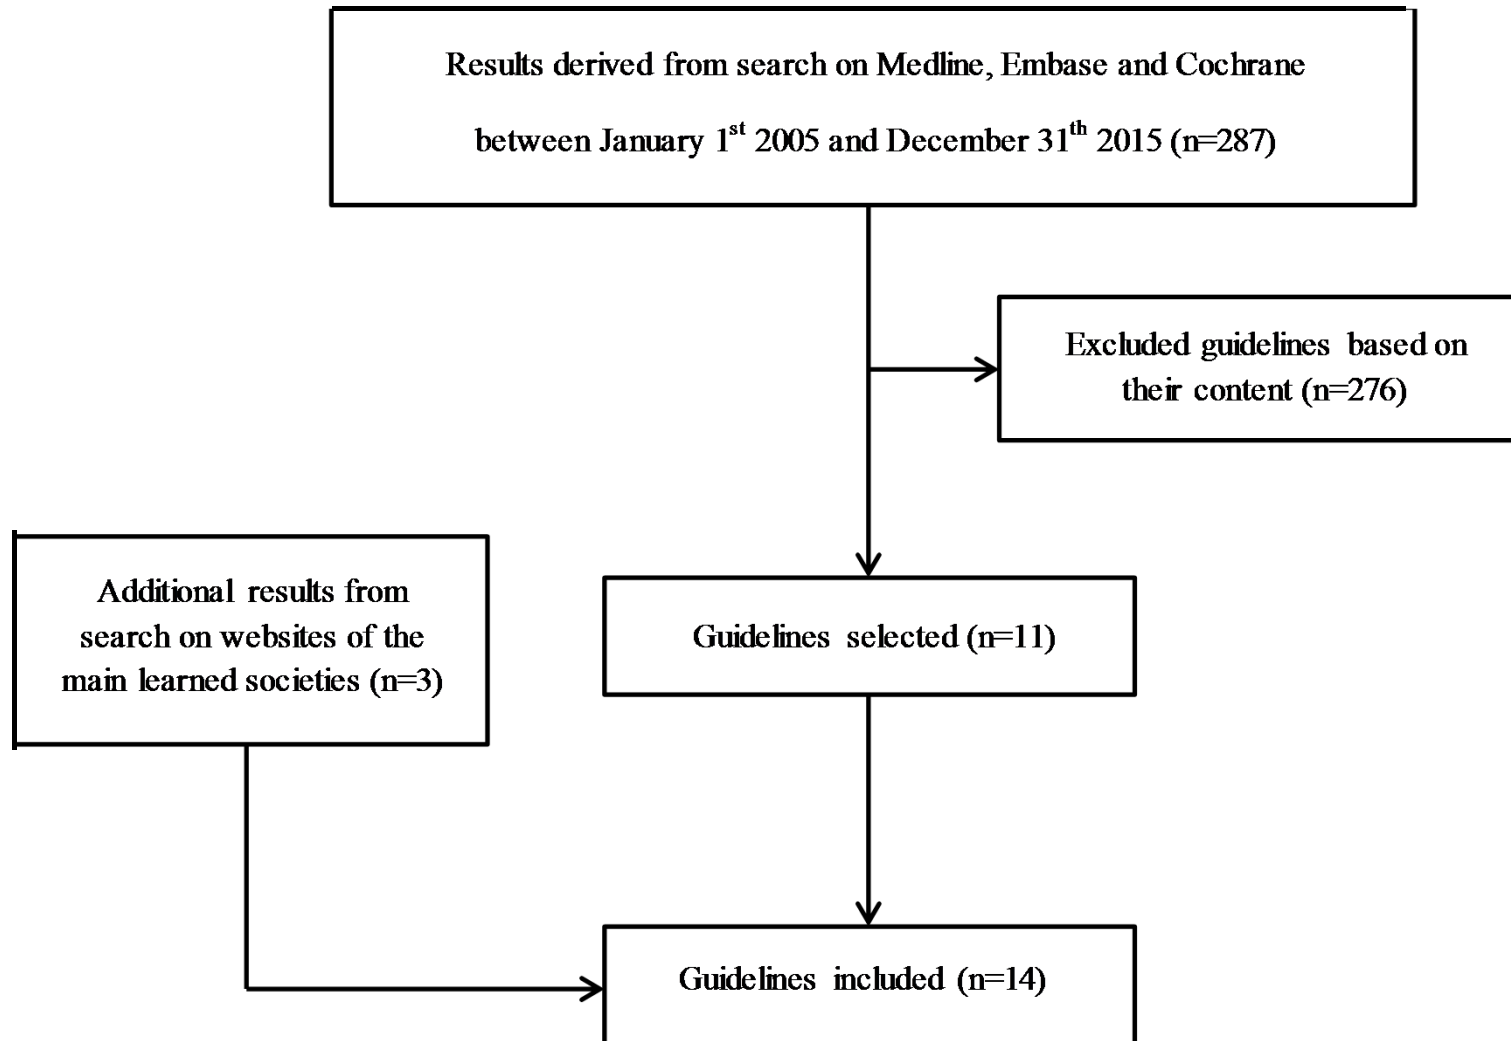 Results derived from search on Medline, Embase and Cochrane
between January 1st 2005 and December 31th 2015 (n=287)
Excluded guidelines based on
their content (n=276)
Additional results from
search on websites of the
main learned societies (n=3)
Guidelines selected (n=11)
Guidelines included (n=14)